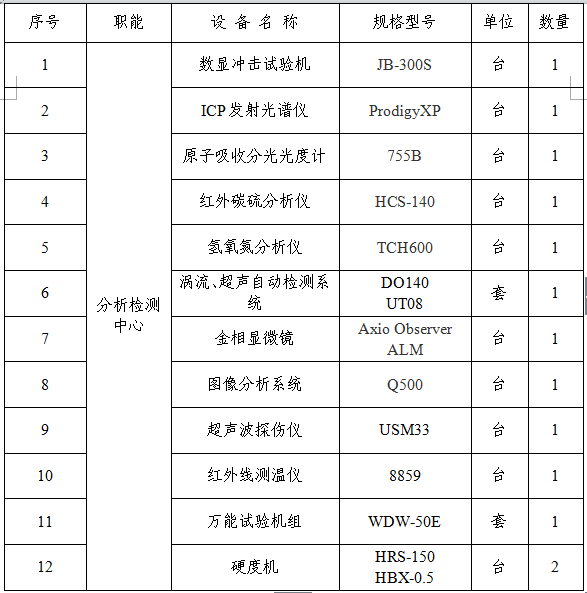 序号 职能 设 备 名 称 规格型号 单位 数量
1 数显冲击试验机 JB-300S 台 1
2 ICP 发射光谱仪 ProdigyXP 台 1
3 原子吸收分光光度计 755B 台 1
4 红外碳硫分析仪 HCS-140 台 1
5 氢氧氮分析仪 TCH600 台 1
6 涡流、超声自动检测系统 DO140 UT08 套 1
分析检测中心
7 金相显微镜 Axio Observer ALM 台 1
8 图像分析系统 Q500 台 1
9 超声波探伤仪 USM33 台 1
10 红外线测温仪 8859 台 1
11 万能试验机组 WDW-50E 套 1
12 硬度机 HRS-150 HBX-0.5 台 2